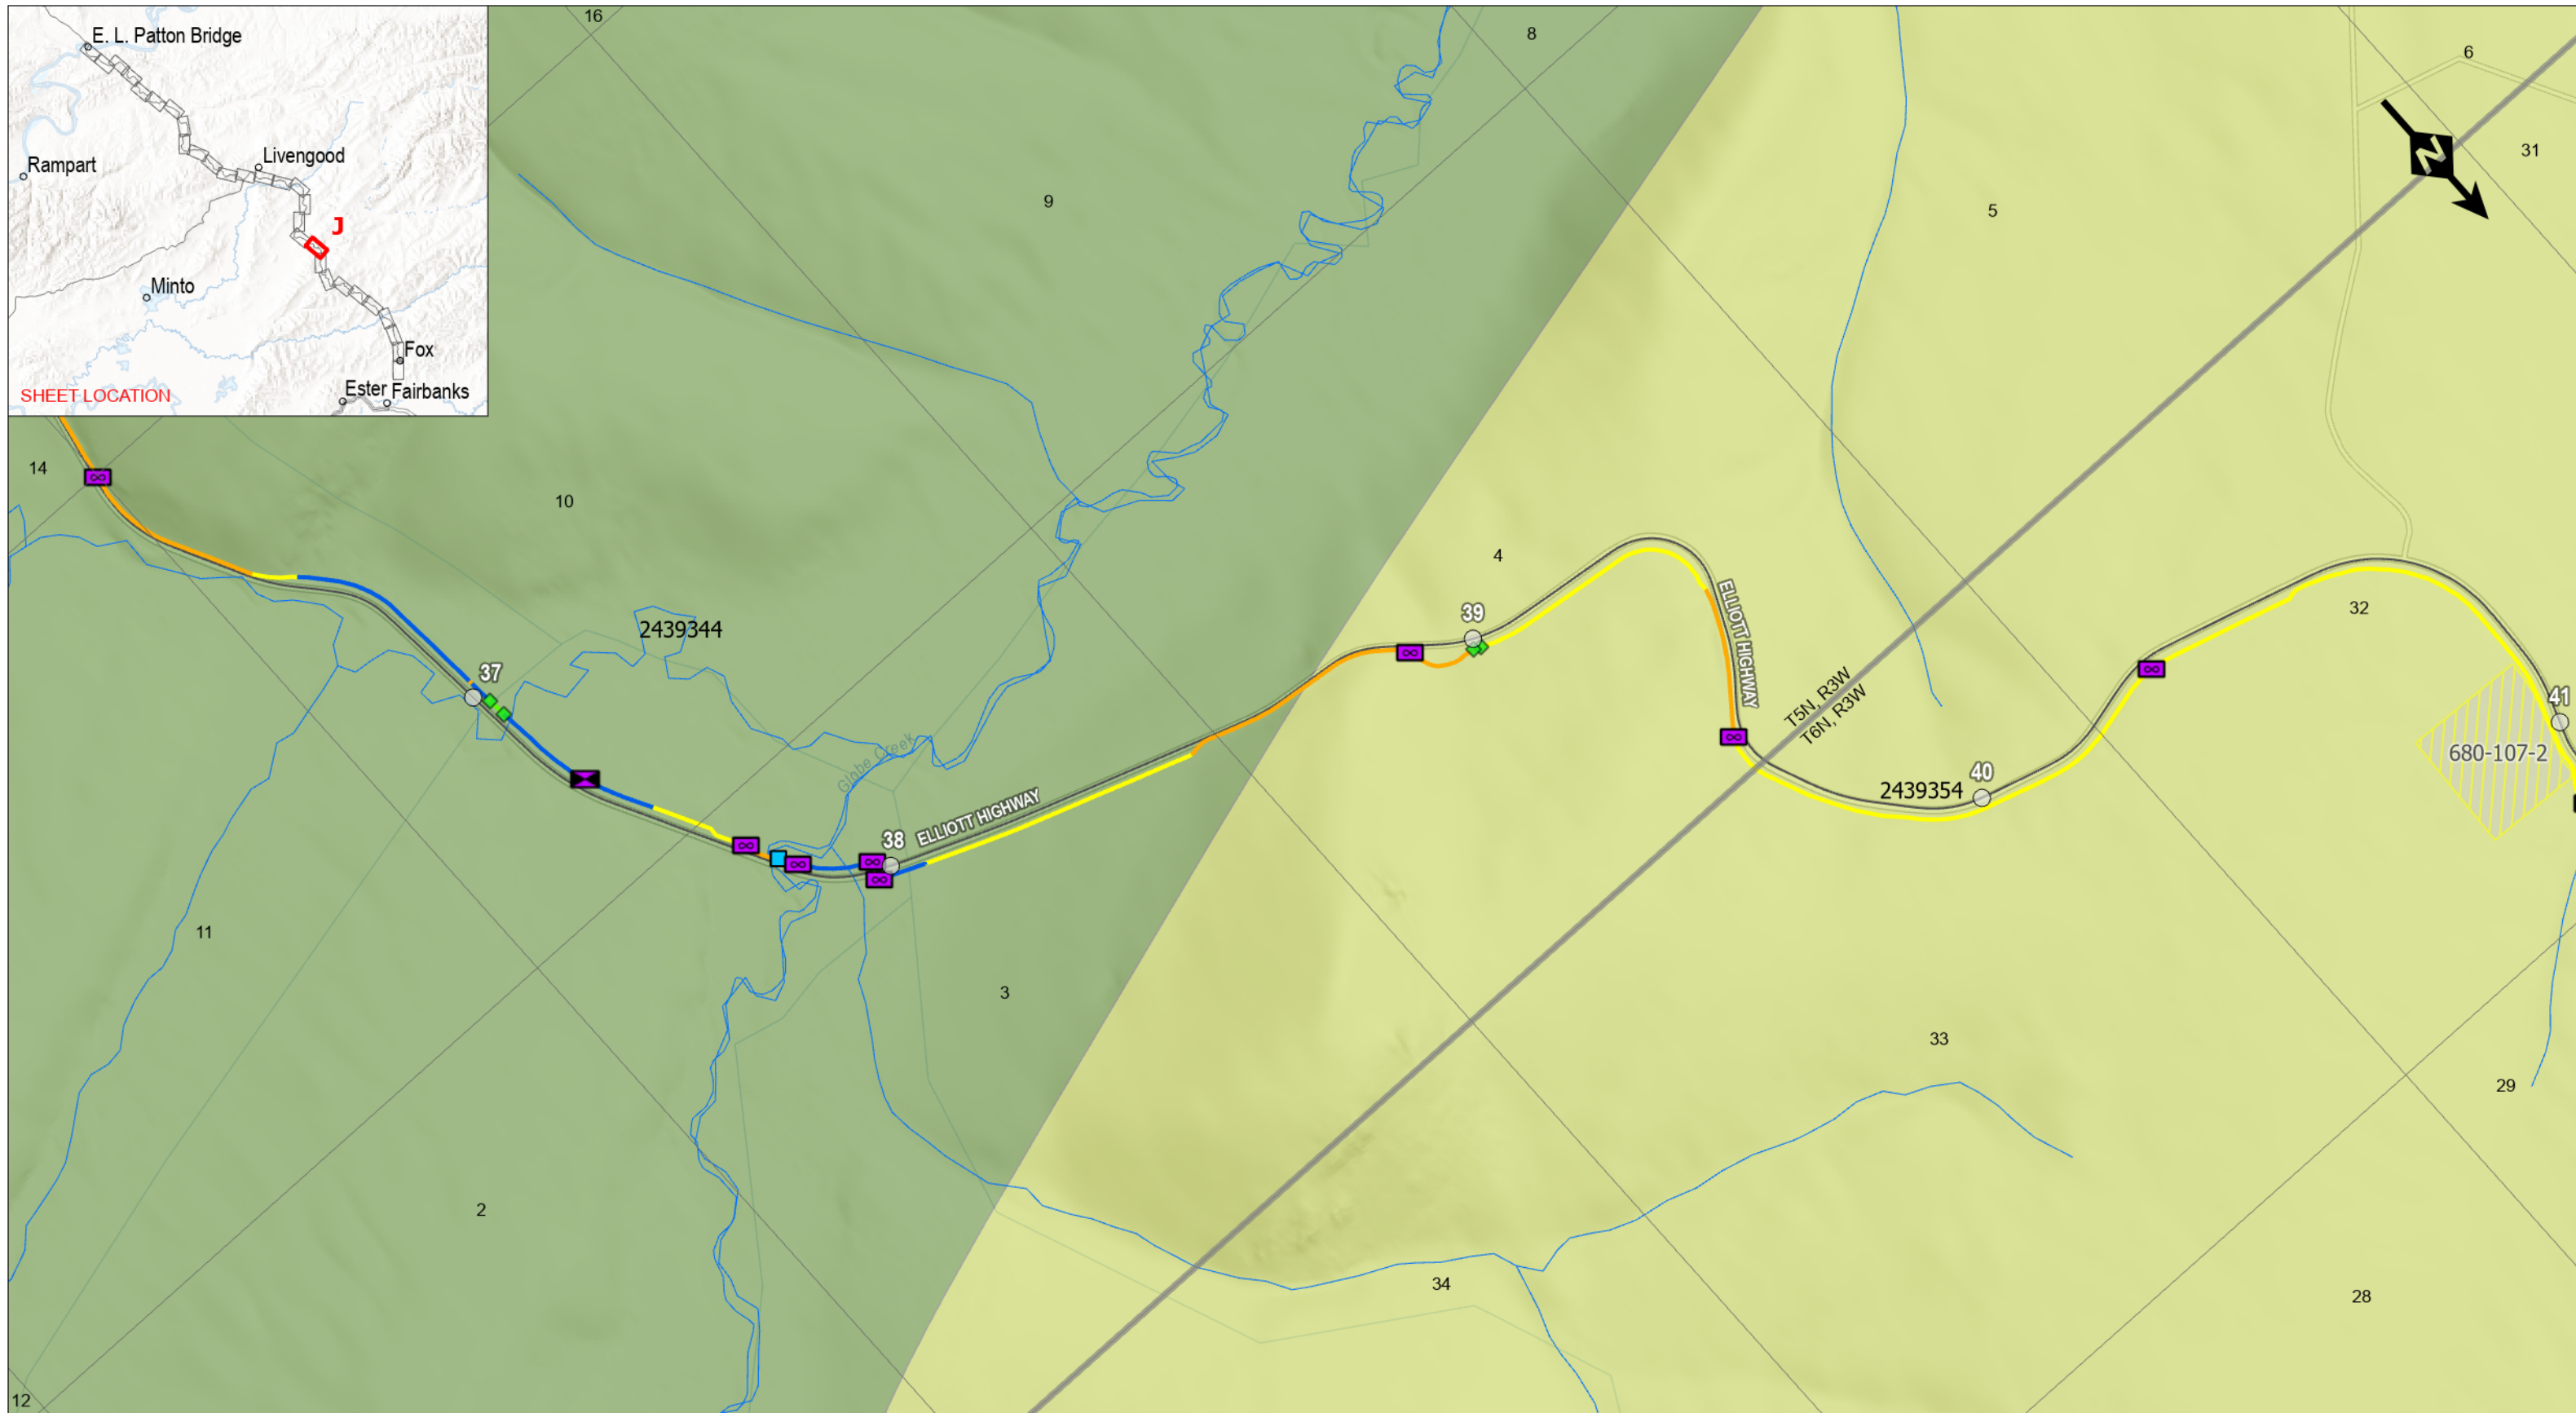 E. L. Patton Bridge
Rampart
Livengood
J
Minto
Fox
Ester Fairbanks
SHEET LOCATION
16
8
6
N
31
9
5
14
10
4
39
ELLIOTT HIGHWAY
32
2439344
37
T5N, R3W
T6N, R3W
41
680-107-2
Globe Creek
40
2439354
38
ELLIOTT HIGHWAY
11
3
33
29
2
34
28
12
∞
∞
∞
∞
∞
∞
∞
∞